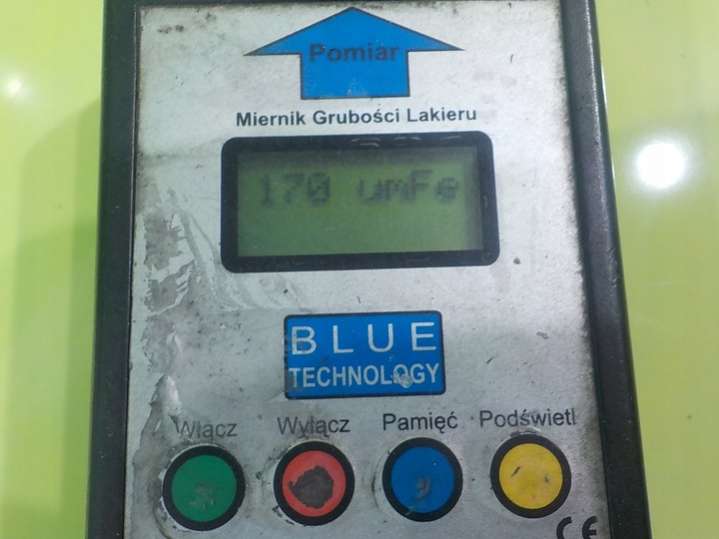 Pomiar
Miernik Grubości Lakieru
170 umFe
BLUE
TECHNOLOGY
Włącz Wyłącz Pamięć Podświetl
CE